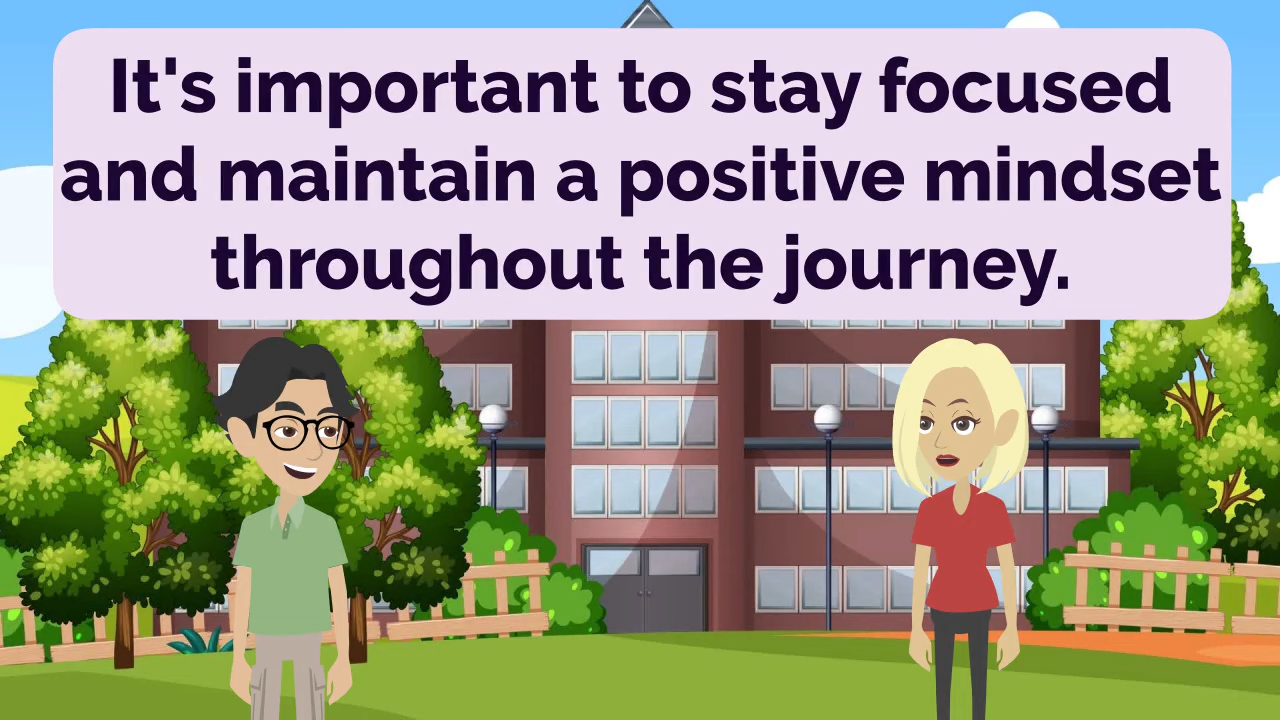 It's important to stay focused
and maintain a positive mindset
throughout the journey.